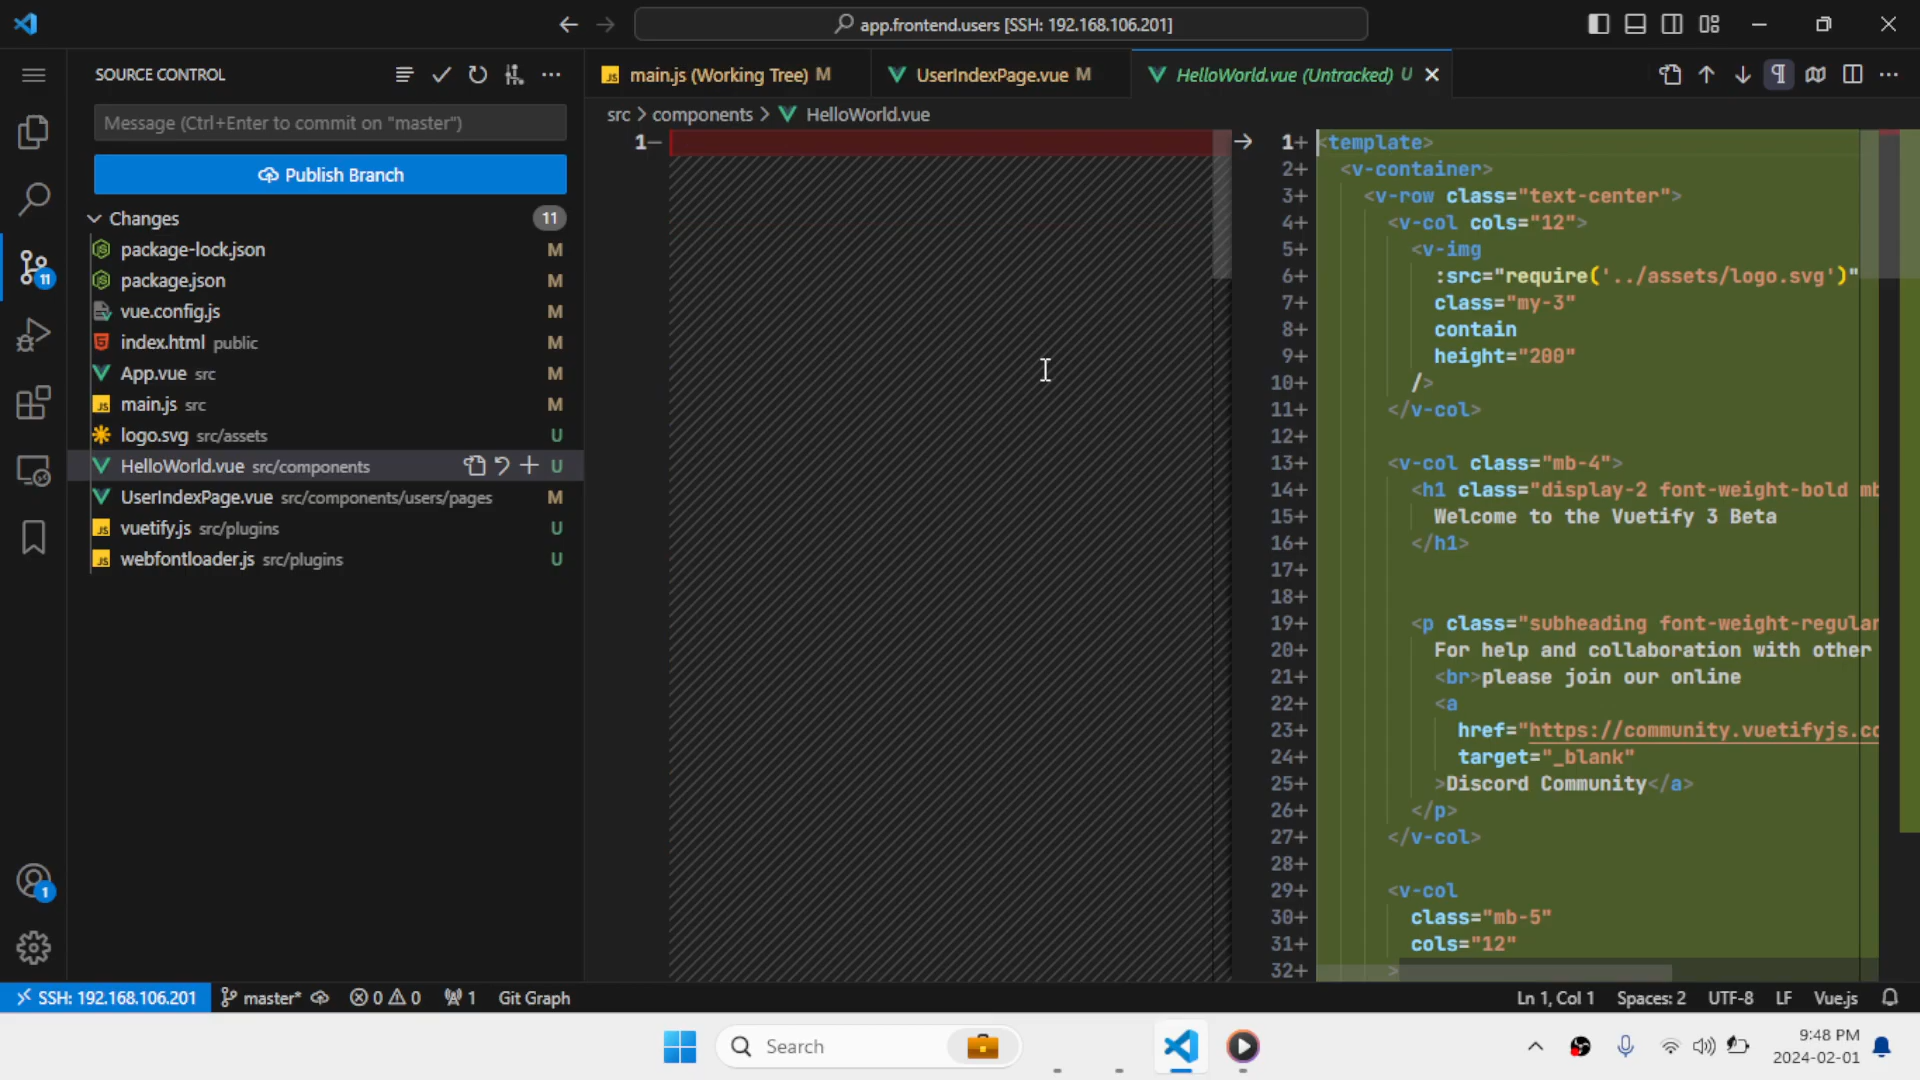 app.frontend.users [SSH: 192.168.106.201]
SOURCE CONTROL
Message (Ctrl+Enter to commit on "master")
Publish Branch
Changes 11
package-lock.json M
package.json M
vue.config.js M
index.html public M
App.vue src M
main.js src M
logo.svg src/assets U
HelloWorld.vue src/components U
UserIndexPage.vue src/components/users/pages M
vuetify.js src/plugins U
webfontloader.js src/plugins U
11
1
main.js (Working Tree) M
UserIndexPage.vue M
HelloWorld.vue (Untracked) U
src > components > HelloWorld.vue
1−
1+ <template>
2+ <v-container>
3+ <v-row class="text-center">
4+ <v-col cols="12">
5+ <v-img
6+ :src="require('../assets/logo.svg')"
7+ class="my-3"
8+ contain
9+ height="200"
10+ />
11+ </v-col>
12+
13+ <v-col class="mb-4">
14+ <h1 class="display-2 font-weight-bold mb
15+ Welcome to the Vuetify 3 Beta
16+ </h1>
17+
18+
19+ <p class="subheading font-weight-regular
20+ For help and collaboration with other
21+ <br>please join our online
22+ <a
23+ href="https://community.vuetifyjs.co
24+ target="_blank"
25+ >Discord Community</a>
26+ </p>
27+ </v-col>
28+
29+ <v-col
30+ class="mb-5"
31+ cols="12"
32+ >
SSH: 192.168.106.201 master* 0 0 1 Git Graph
Ln 1, Col 1 Spaces: 2 UTF-8 LF Vue.js
Search
9:48 PM
2024-02-01